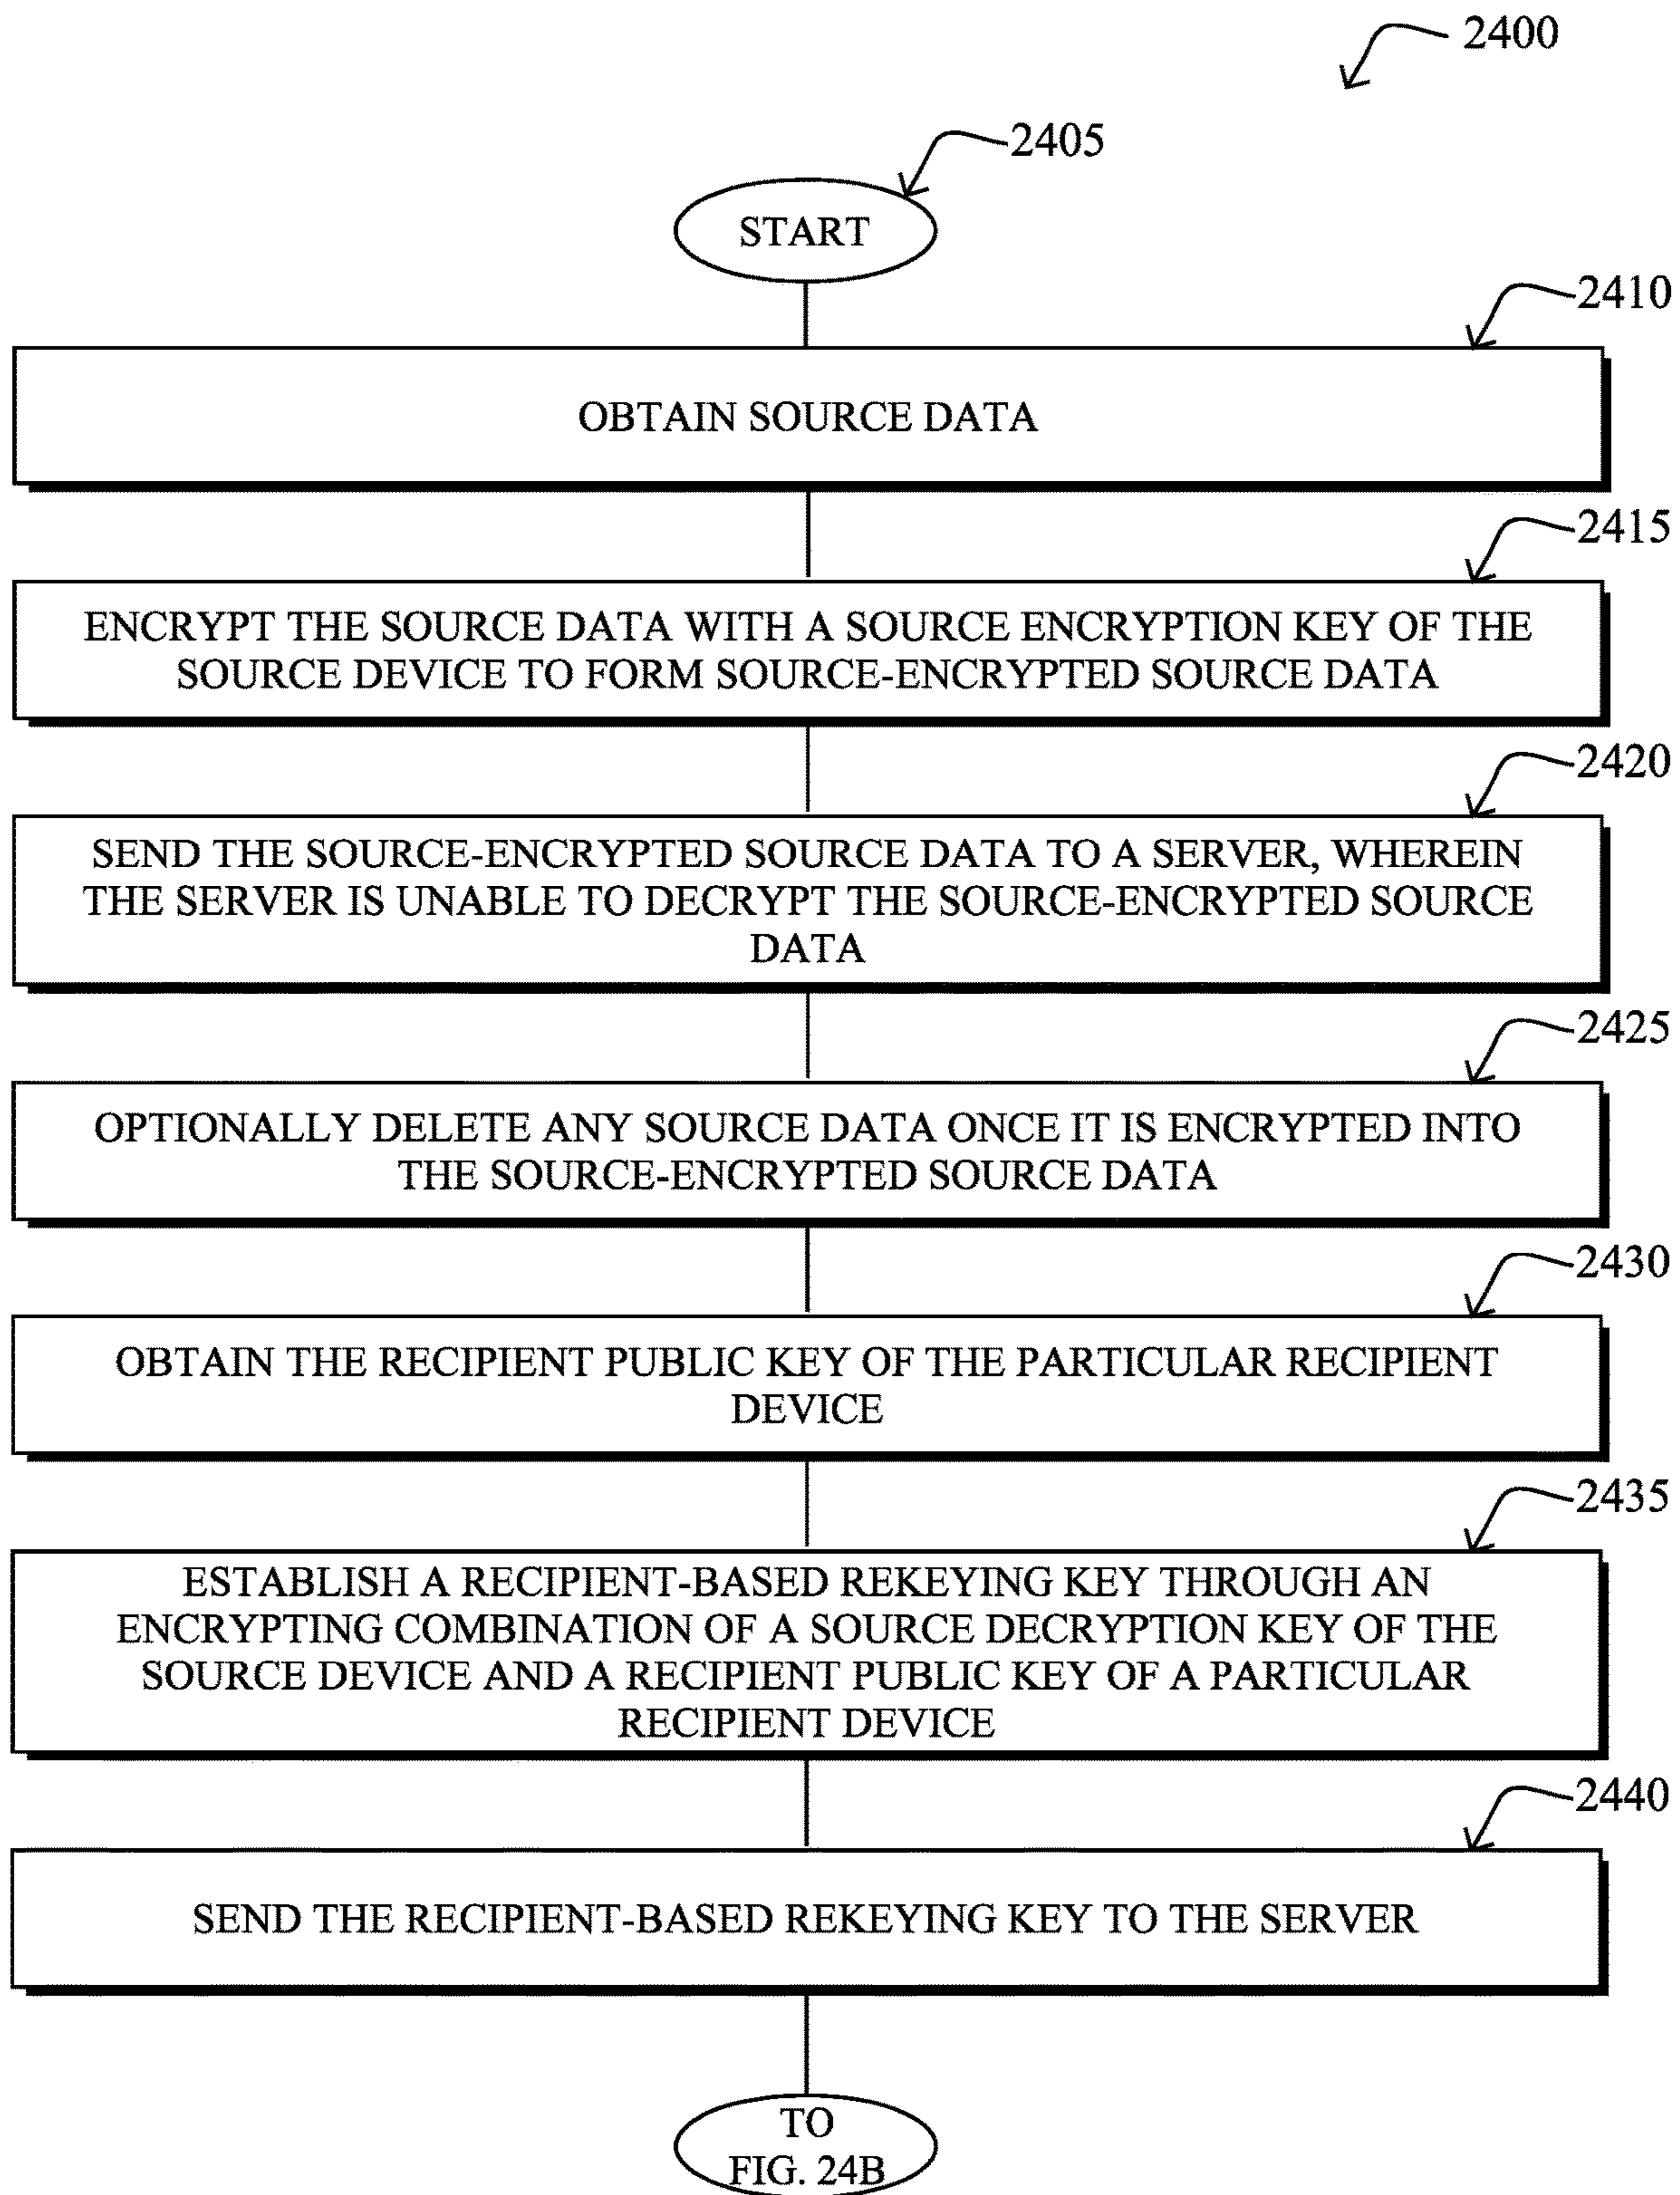 2400
2405
START
2410
OBTAIN SOURCE DATA
2415
ENCRYPT THE SOURCE DATA WITH A SOURCE ENCRYPTION KEY OF THE
SOURCE DEVICE TO FORM SOURCE-ENCRYPTED SOURCE DATA
2420
SEND THE SOURCE-ENCRYPTED SOURCE DATA TO A SERVER, WHEREIN
THE SERVER IS UNABLE TO DECRYPT THE SOURCE-ENCRYPTED SOURCE
DATA
2425
OPTIONALLY DELETE ANY SOURCE DATA ONCE IT IS ENCRYPTED INTO
THE SOURCE-ENCRYPTED SOURCE DATA
2430
OBTAIN THE RECIPIENT PUBLIC KEY OF THE PARTICULAR RECIPIENT
DEVICE
2435
ESTABLISH A RECIPIENT-BASED REKEYING KEY THROUGH AN
ENCRYPTING COMBINATION OF A SOURCE DECRYPTION KEY OF THE
SOURCE DEVICE AND A RECIPIENT PUBLIC KEY OF A PARTICULAR
RECIPIENT DEVICE
2440
SEND THE RECIPIENT-BASED REKEYING KEY TO THE SERVER
TO
FIG. 24B